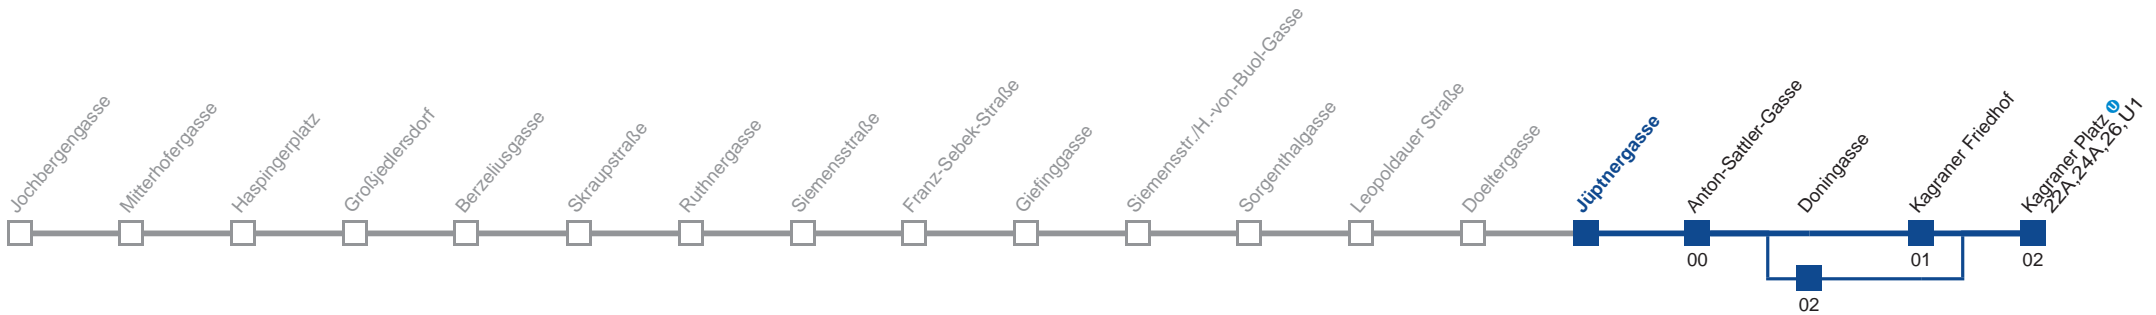 Jochbergengasse
Mitterhofergasse
Haspingerplatz
Großjedlersdorf
Berzeliusgasse
Skraupstraße
Ruthnergasse
Siemensstraße
Franz-Sebek-Straße
Giefinggasse
Siemensstr./H.-von-Buol-Gasse
Sorgenthalgasse
Leopoldauer Straße
Doeltergasse
Jüptnergasse
Anton-Sattler-Gasse
Doningasse
Kagraner Friedhof
Kagraner Platz U
22A,24A,26,U1
00
01
02
02